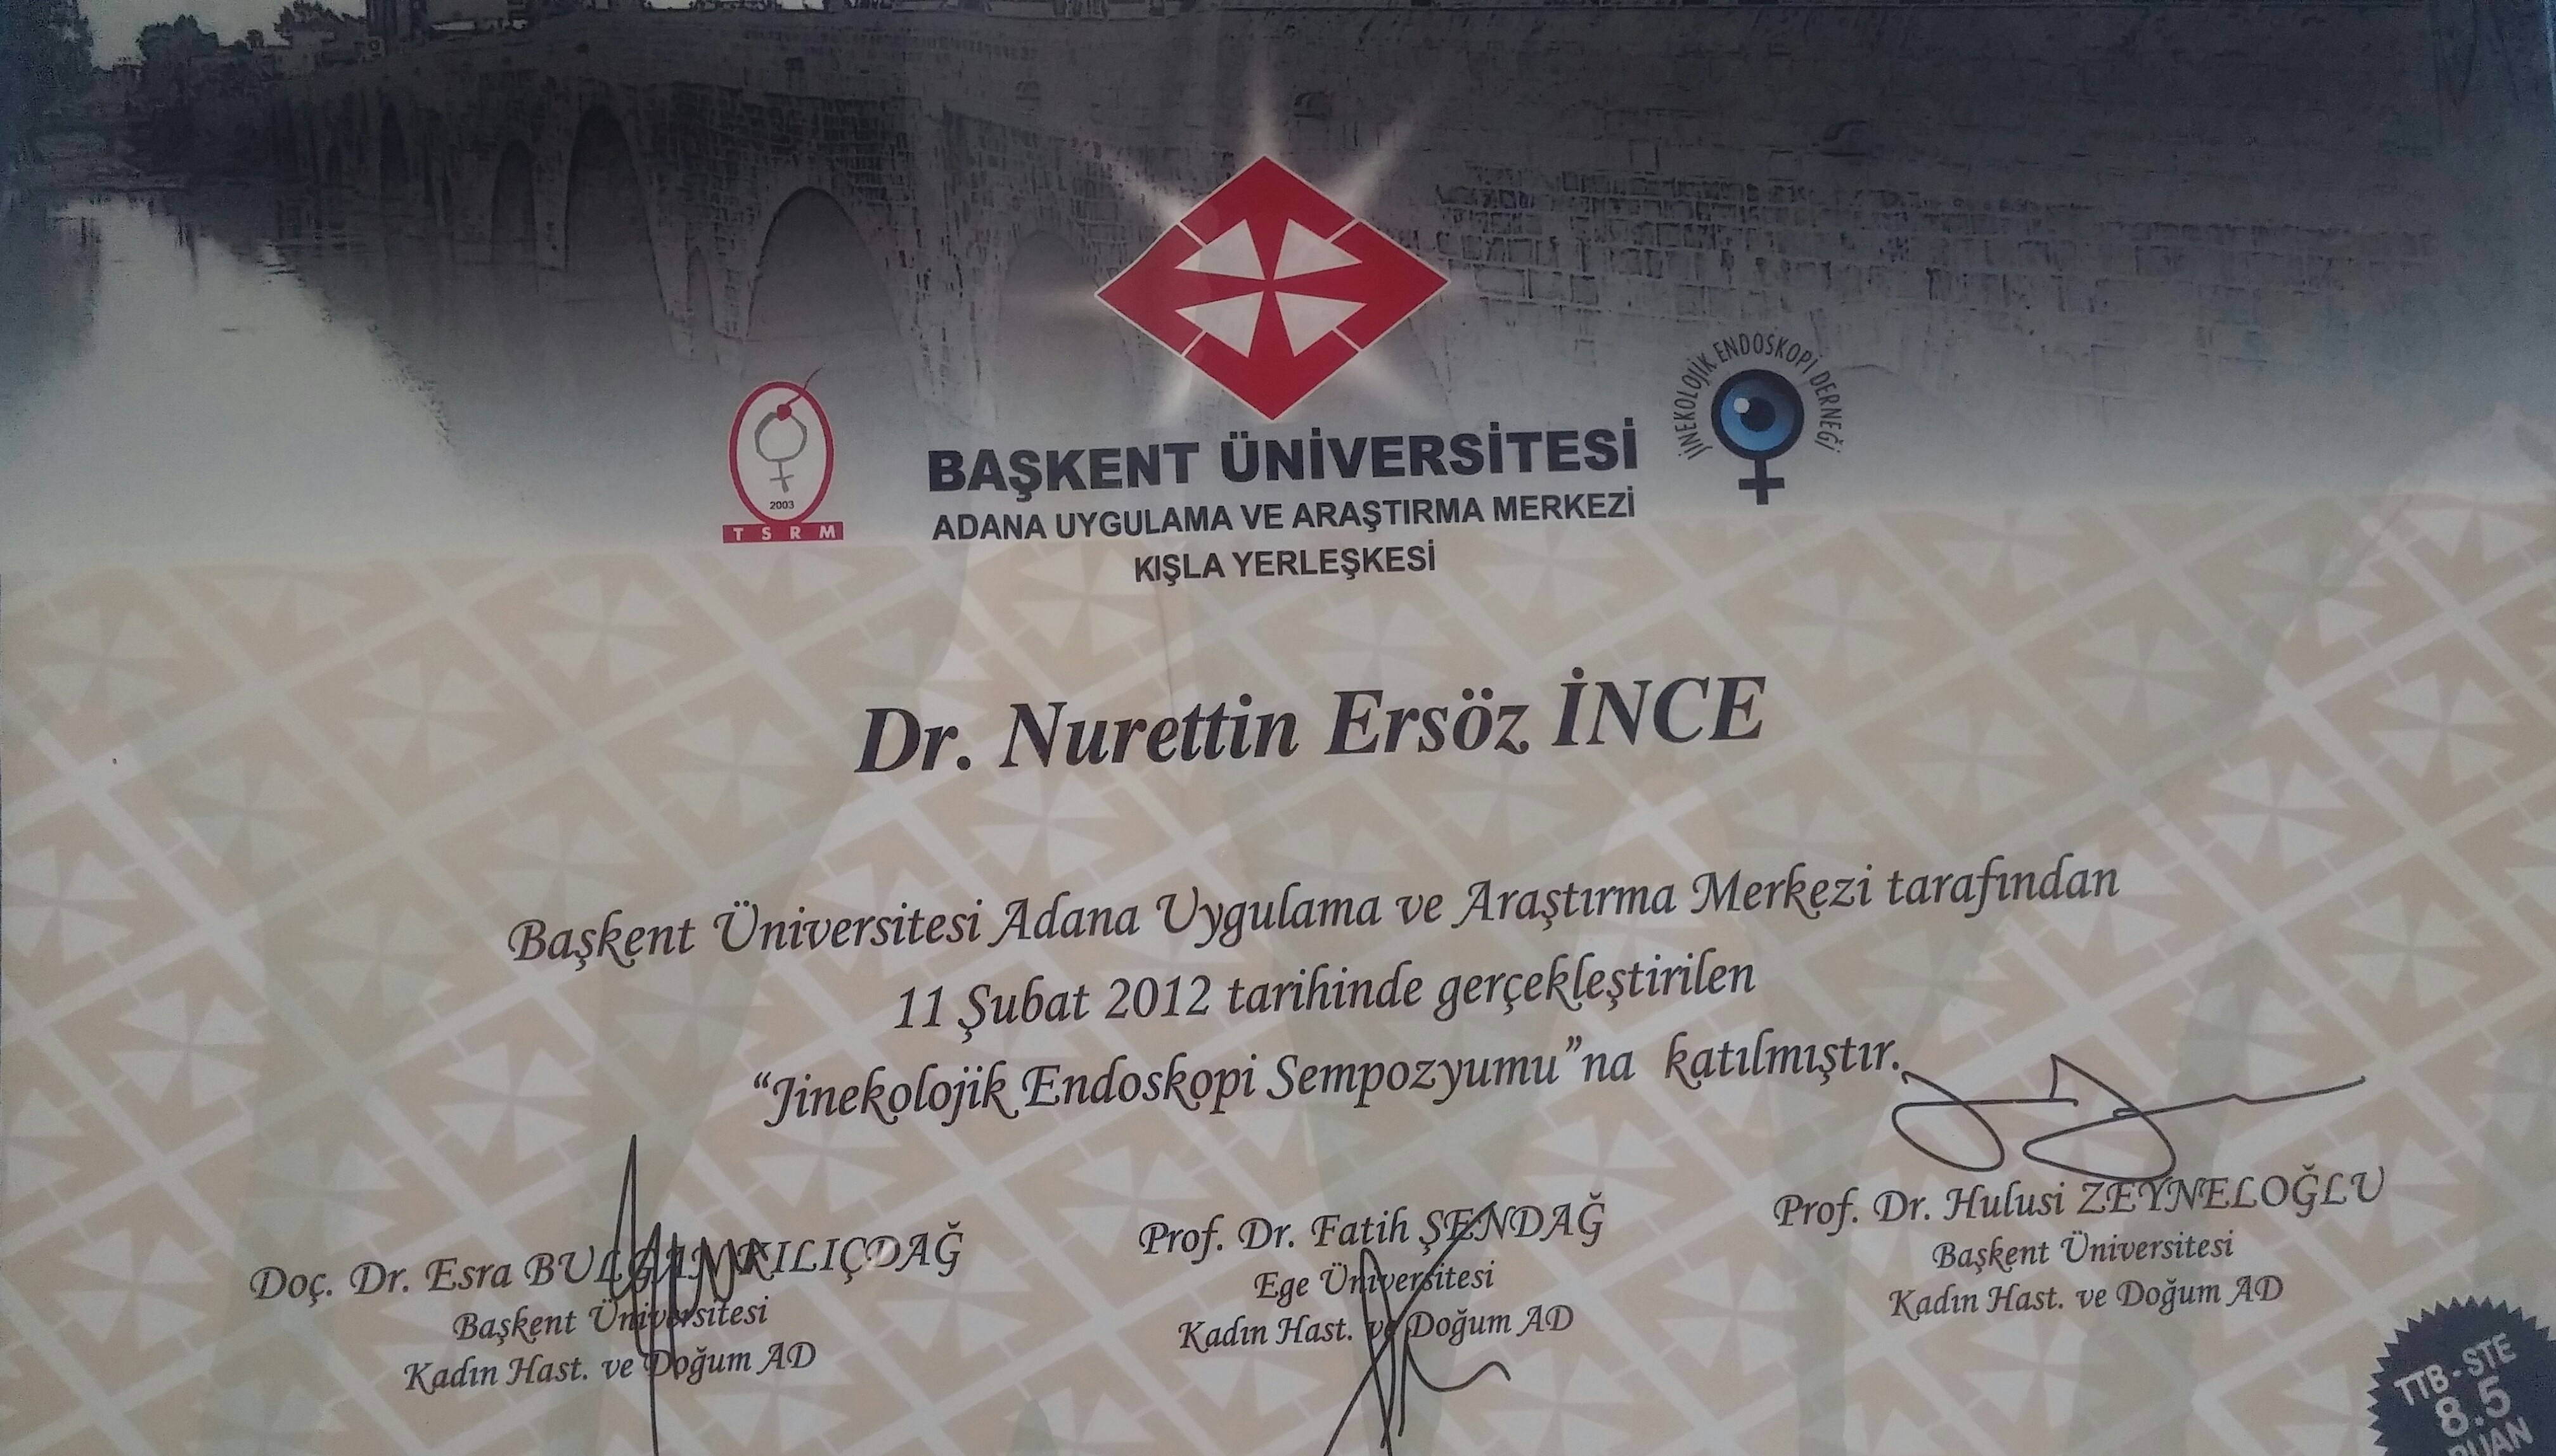 JİNEKOLOJİK ENDOSKOPİ DERNEĞİ
2003
T S R M
BAŞKENT ÜNİVERSİTESİ
ADANA UYGULAMA VE ARAŞTIRMA MERKEZİ
KIŞLA YERLEŞKESİ
Dr. Nurettin Ersöz İNCE
Başkent Üniversitesi Adana Uygulama ve Araştırma Merkezi tarafından
11 Şubat 2012 tarihinde gerçekleştirilen
“Jinekolojik Endoskopi Sempozyumu”na katılmıştır.
Doç. Dr. Esra BULGAN KILIÇDAĞ
Başkent Üniversitesi
Kadın Hast. ve Doğum AD
Prof. Dr. Fatih ŞENDAĞ
Ege Üniversitesi
Kadın Hast. ve Doğum AD
Prof. Dr. Hulusi ZEYNELOĞLU
Başkent Üniversitesi
Kadın Hast. ve Doğum AD
TTB - STE
8.5
PUAN